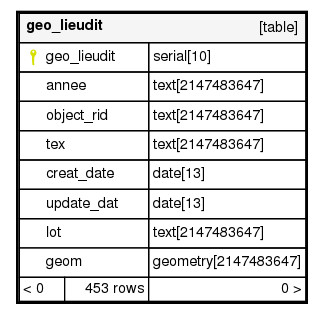 geo_lieudit [table]
geo_lieudit serial[10]
annee text[2147483647]
object_rid text[2147483647]
tex text[2147483647]
creat_date date[13]
update_dat date[13]
lot text[2147483647]
geom geometry[2147483647]
< 0 453 rows 0 >